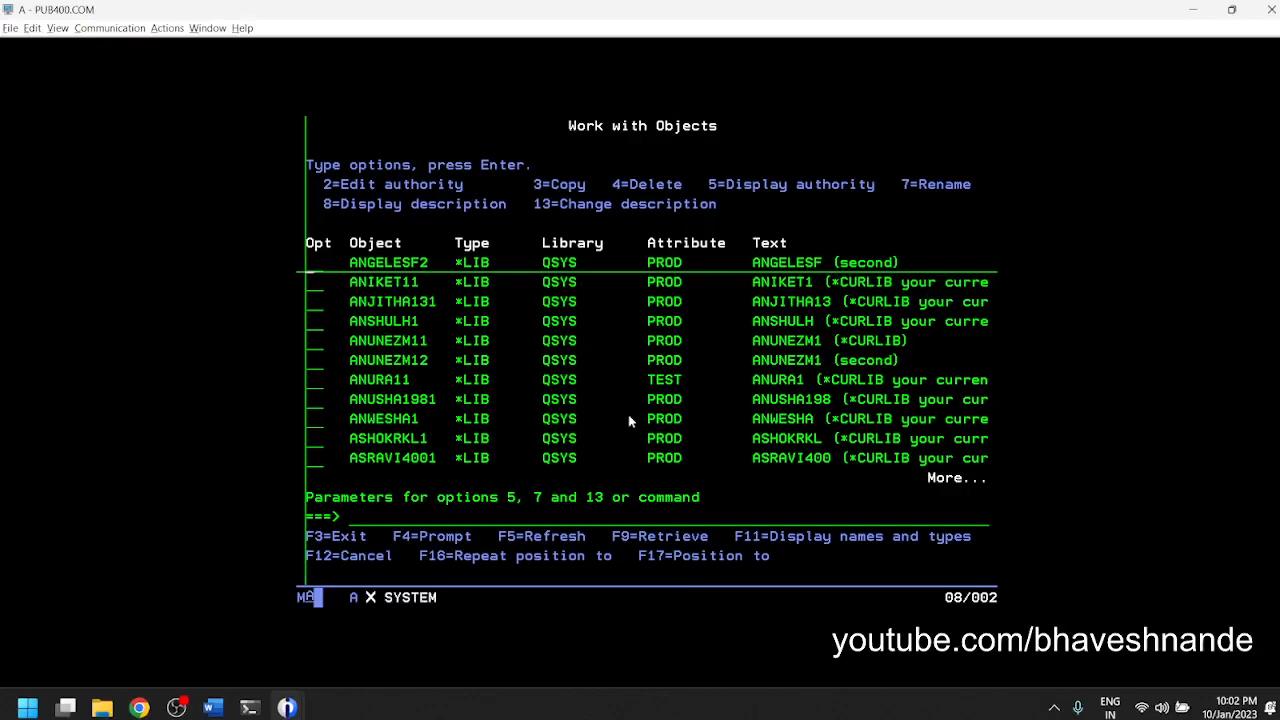 A - PUB400.COM
File Edit View Communication Actions Window Help
Work with Objects
Type options, press Enter.
2=Edit authority 3=Copy 4=Delete 5=Display authority 7=Rename
8=Display description 13=Change description
Opt Object Type Library Attribute Text
ANGELESF2 *LIB QSYS PROD ANGELESF (second)
ANIKET11 *LIB QSYS PROD ANIKET1 (*CURLIB your curre
ANJITHA131 *LIB QSYS PROD ANJITHA13 (*CURLIB your cur
ANSHULH1 *LIB QSYS PROD ANSHULH (*CURLIB your curre
ANUNEZM11 *LIB QSYS PROD ANUNEZM1 (*CURLIB)
ANUNEZM12 *LIB QSYS PROD ANUNEZM1 (second)
ANURA11 *LIB QSYS TEST ANURA1 (*CURLIB your curren
ANUSHA1981 *LIB QSYS PROD ANUSHA198 (*CURLIB your cur
ANWESHA1 *LIB QSYS PROD ANWESHA (*CURLIB your curre
ASHOKRKL1 *LIB QSYS PROD ASHOKRKL (*CURLIB your curr
ASRAVI4001 *LIB QSYS PROD ASRAVI400 (*CURLIB your cur
More...
Parameters for options 5, 7 and 13 or command
===>
F3=Exit F4=Prompt F5=Refresh F9=Retrieve F11=Display names and types
F12=Cancel F16=Repeat position to F17=Position to
MA A X SYSTEM 08/002
youtube.com/bhaveshnande
ENG 10:02 PM
IN 10/Jan/2023